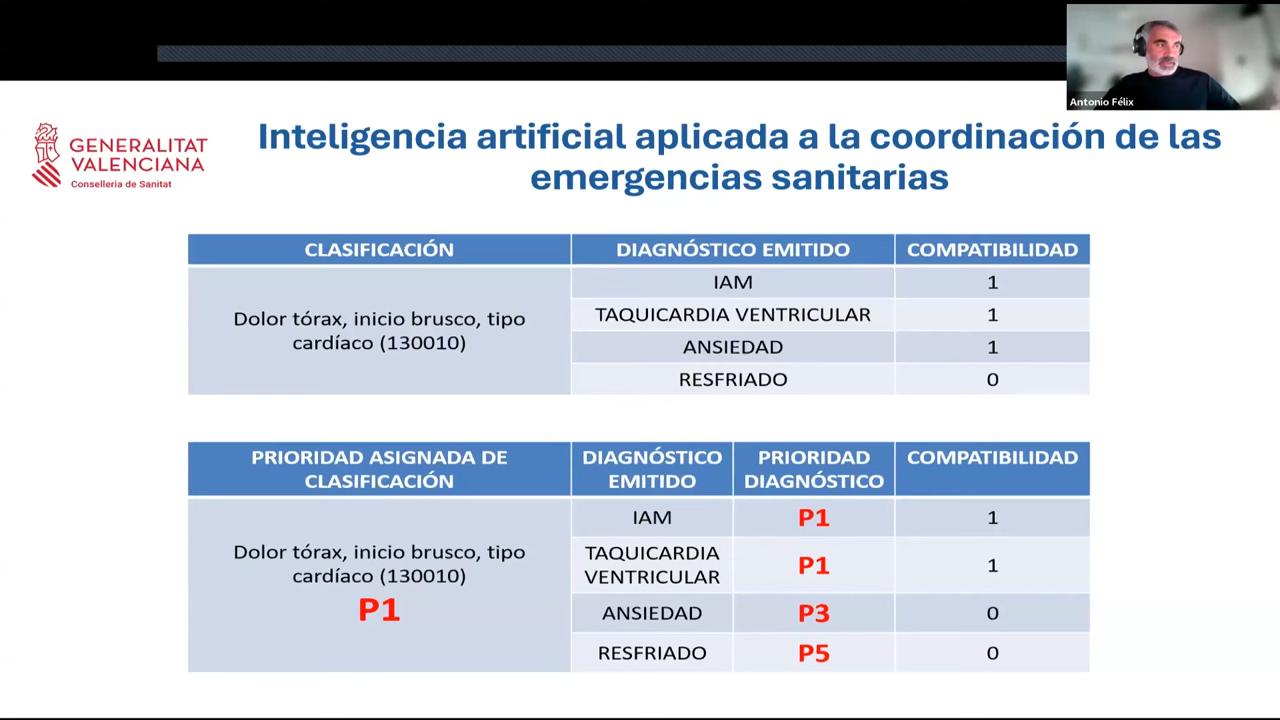 Antonio Félix
GENERALITAT
VALENCIANA
Conselleria de Sanitat
Inteligencia artificial aplicada a la coordinación de las
emergencias sanitarias
CLASIFICACIÓN DIAGNÓSTICO EMITIDO COMPATIBILIDAD
Dolor tórax, inicio brusco, tipo
cardíaco (130010)
IAM 1
TAQUICARDIA VENTRICULAR 1
ANSIEDAD 1
RESFRIADO 0
PRIORIDAD ASIGNADA DE
CLASIFICACIÓN
DIAGNÓSTICO
EMITIDO
PRIORIDAD
DIAGNÓSTICO
COMPATIBILIDAD
Dolor tórax, inicio brusco, tipo
cardíaco (130010)
P1
IAM P1 1
TAQUICARDIA
VENTRICULAR
P1 1
ANSIEDAD P3 0
RESFRIADO P5 0